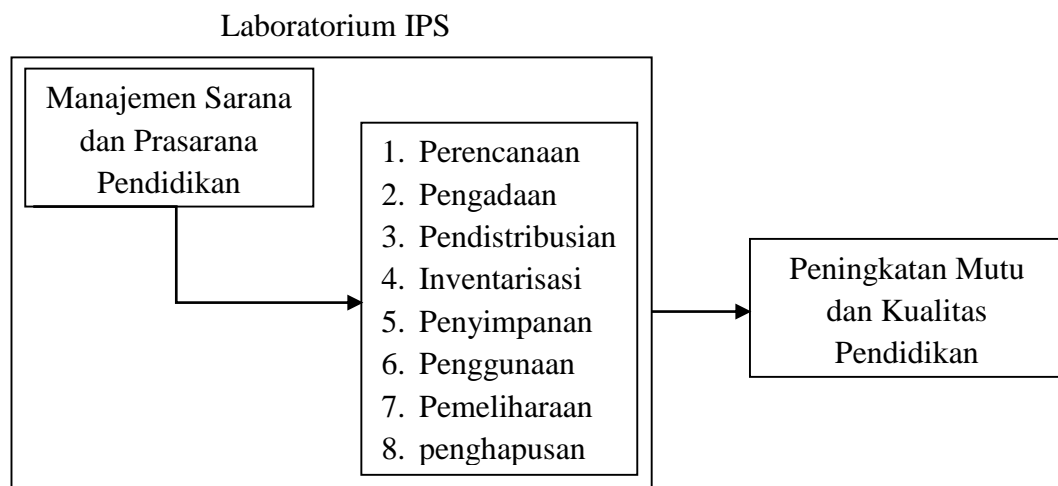 Laboratorium IPS
Manajemen Sarana
dan Prasarana
Pendidikan
1. Perencanaan
2. Pengadaan
3. Pendistribusian
4. Inventarisasi
5. Penyimpanan
6. Penggunaan
7. Pemeliharaan
8. penghapusan
Peningkatan Mutu
dan Kualitas
Pendidikan